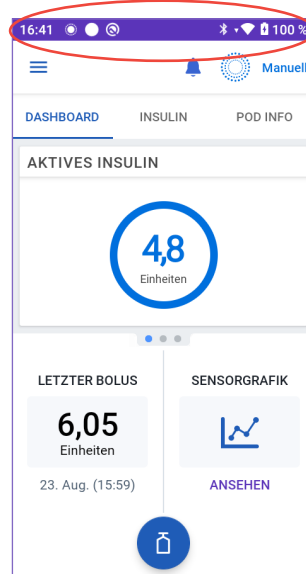 16:41 100 %
Manuell
DASHBOARD INSULIN POD INFO
AKTIVES INSULIN
4,8
Einheiten
LETZTER BOLUS SENSORGRAFIK
6,05
Einheiten
23. Aug. (15:59) ANSEHEN